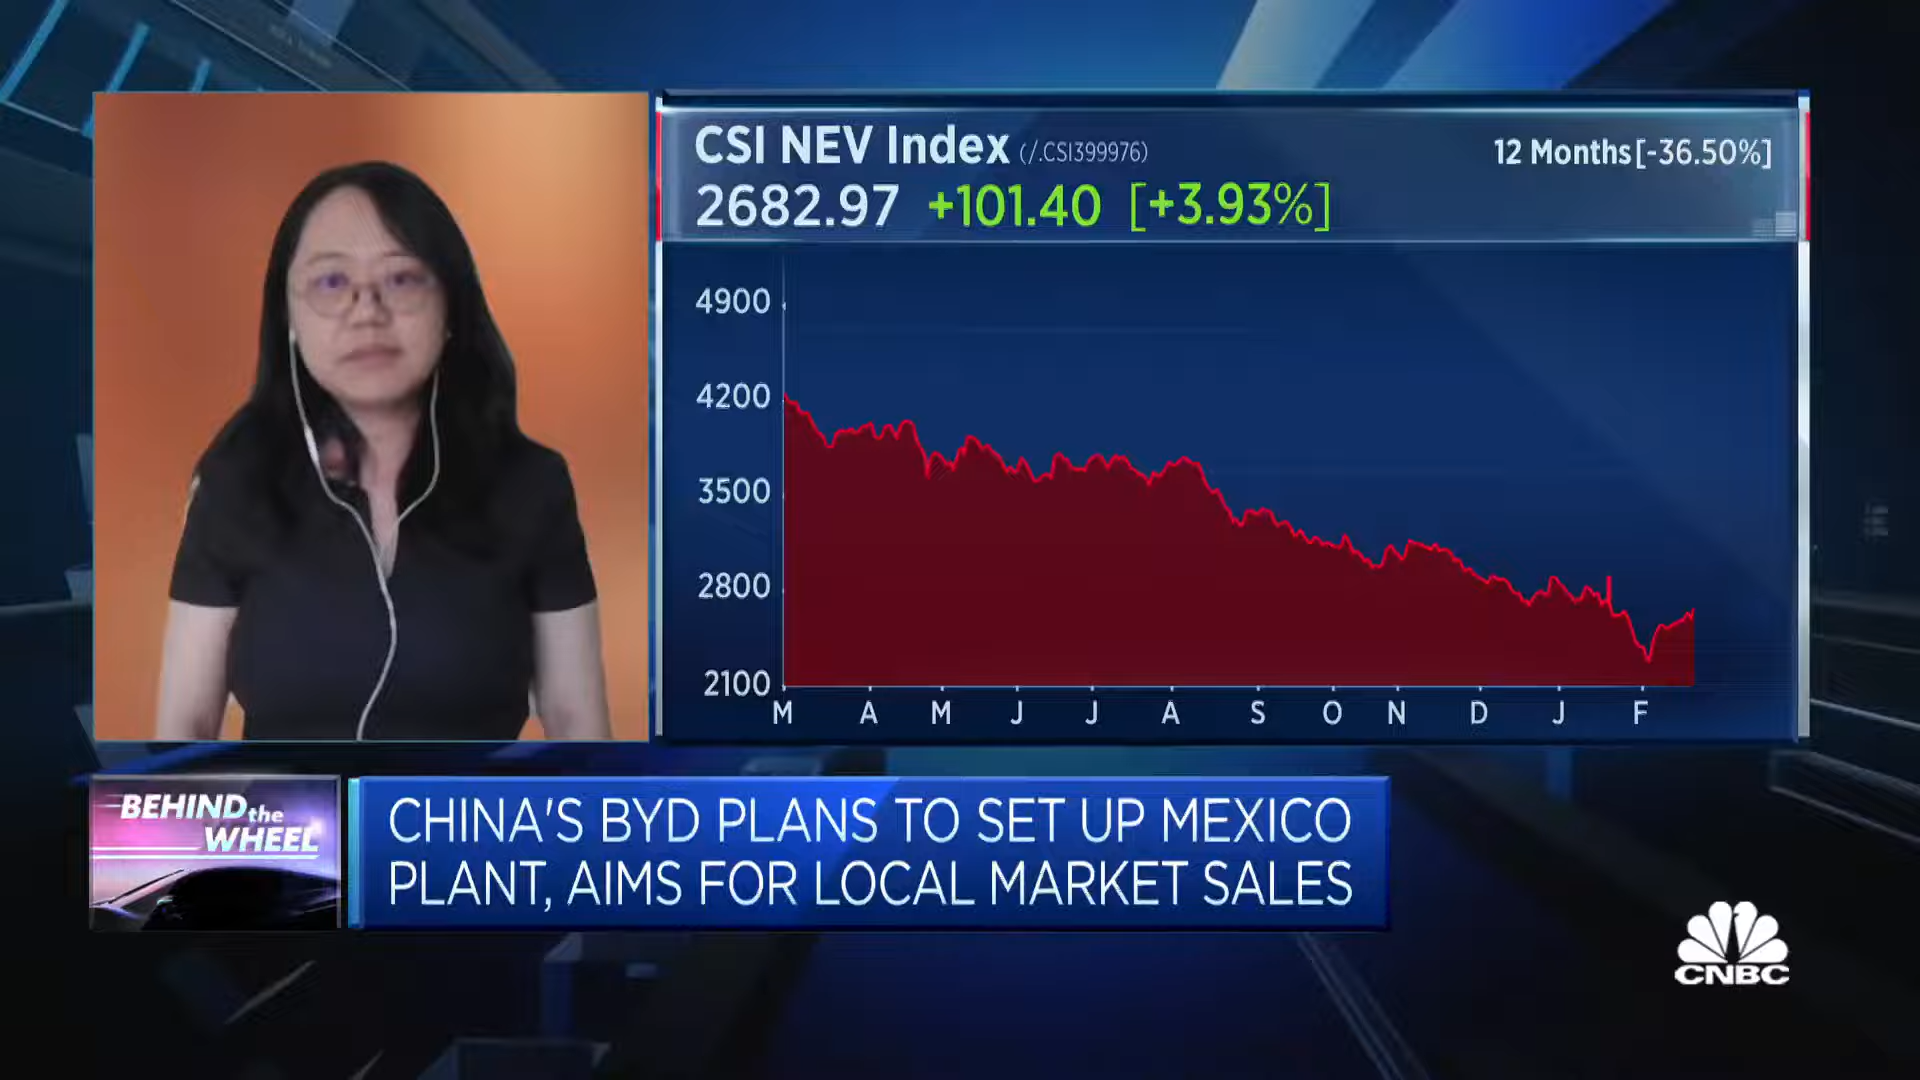 CSI NEV Index (/.CSI399976)
12 Months[-36.50%]
2682.97 +101.40 [+3.93%]
4900
4200
3500
2800
2100
M A M J J A S O N D J F
BEHIND the
WHEEL
CHINA'S BYD PLANS TO SET UP MEXICO
PLANT, AIMS FOR LOCAL MARKET SALES
CNBC